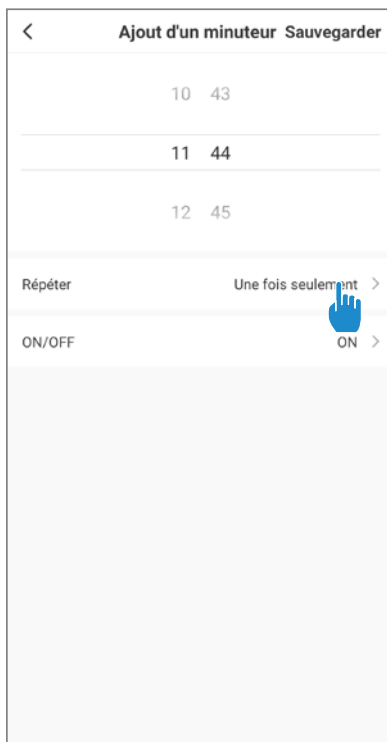 Ajout d'un minuteur Sauvegarder
10 43
11 44
12 45
Répéter Une fois seulement
ON/OFF ON